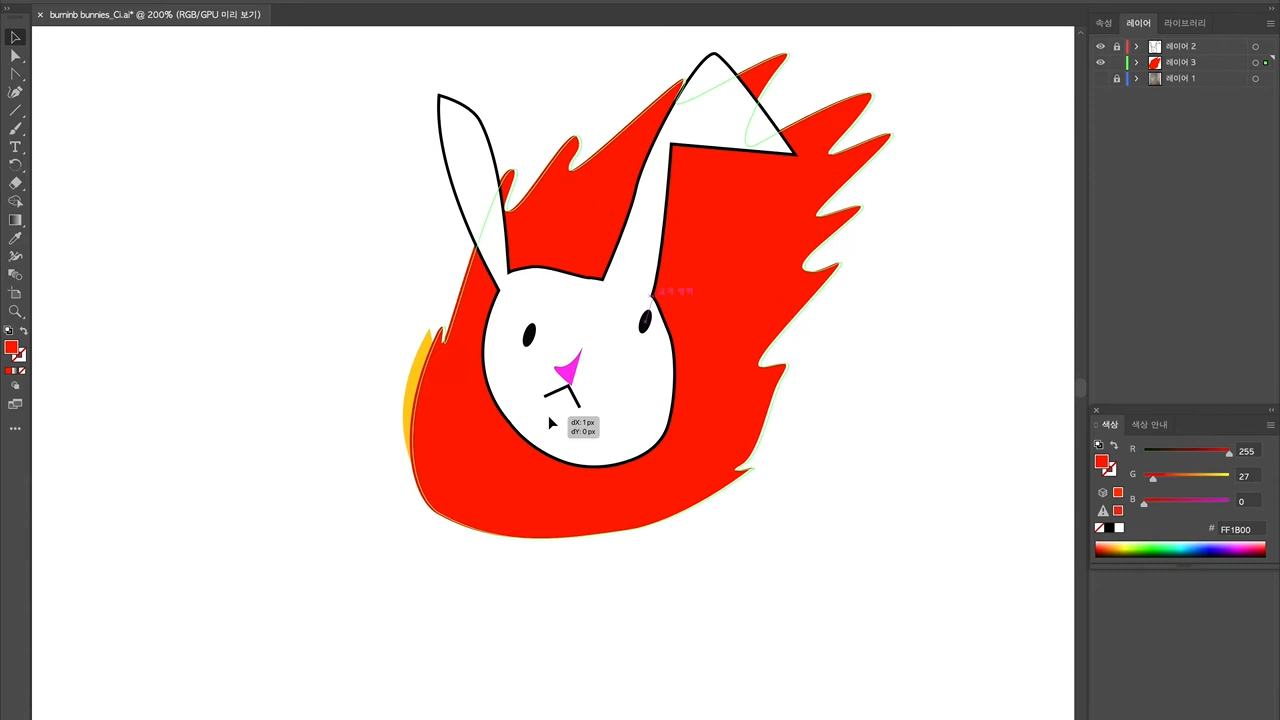 burninb bunnies_Ci.ai* @ 200% (RGB/GPU 미리 보기)
속성 레이어 라이브러리
레이어 2
레이어 3
레이어 1
dX: 1 px
dY: 0 px
색상 색상 안내
R 255
G 27
B 0
# FF1B00